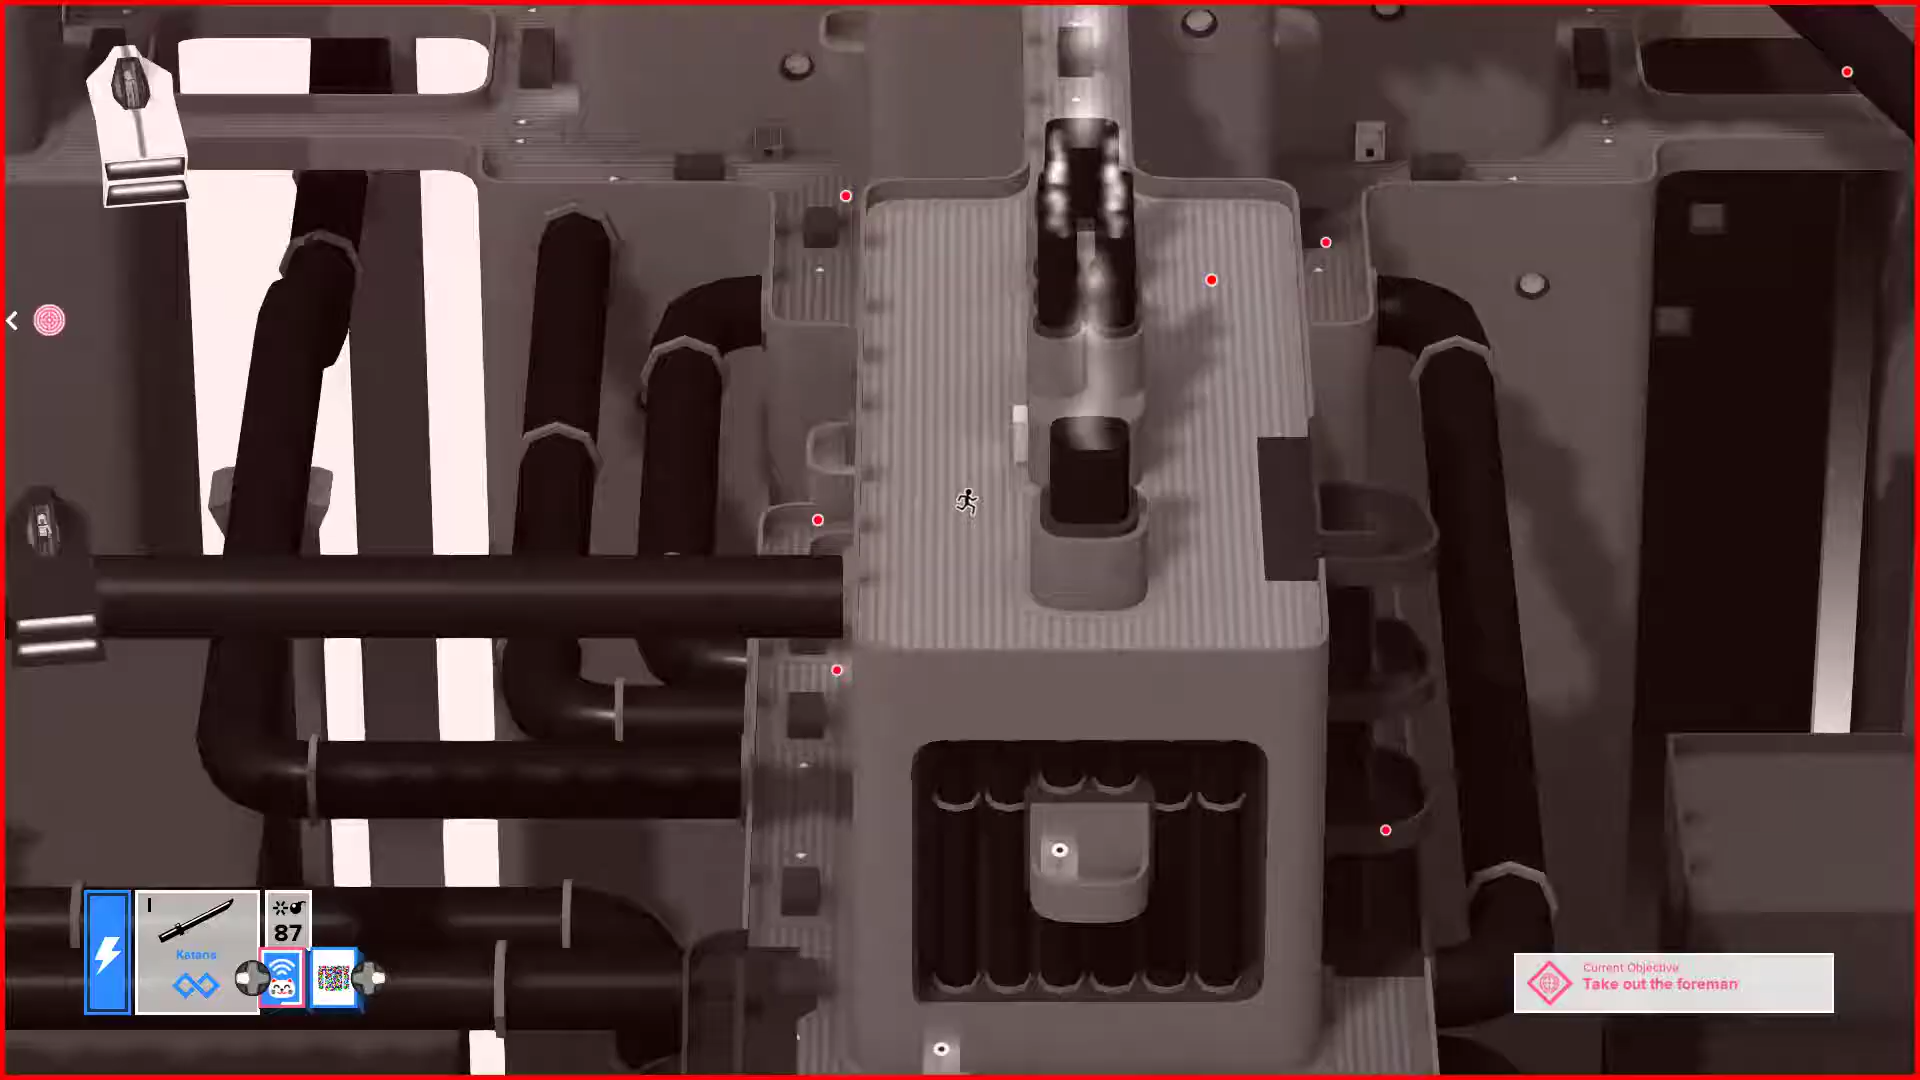 I
Katana
87
Current Objective
Take out the foreman